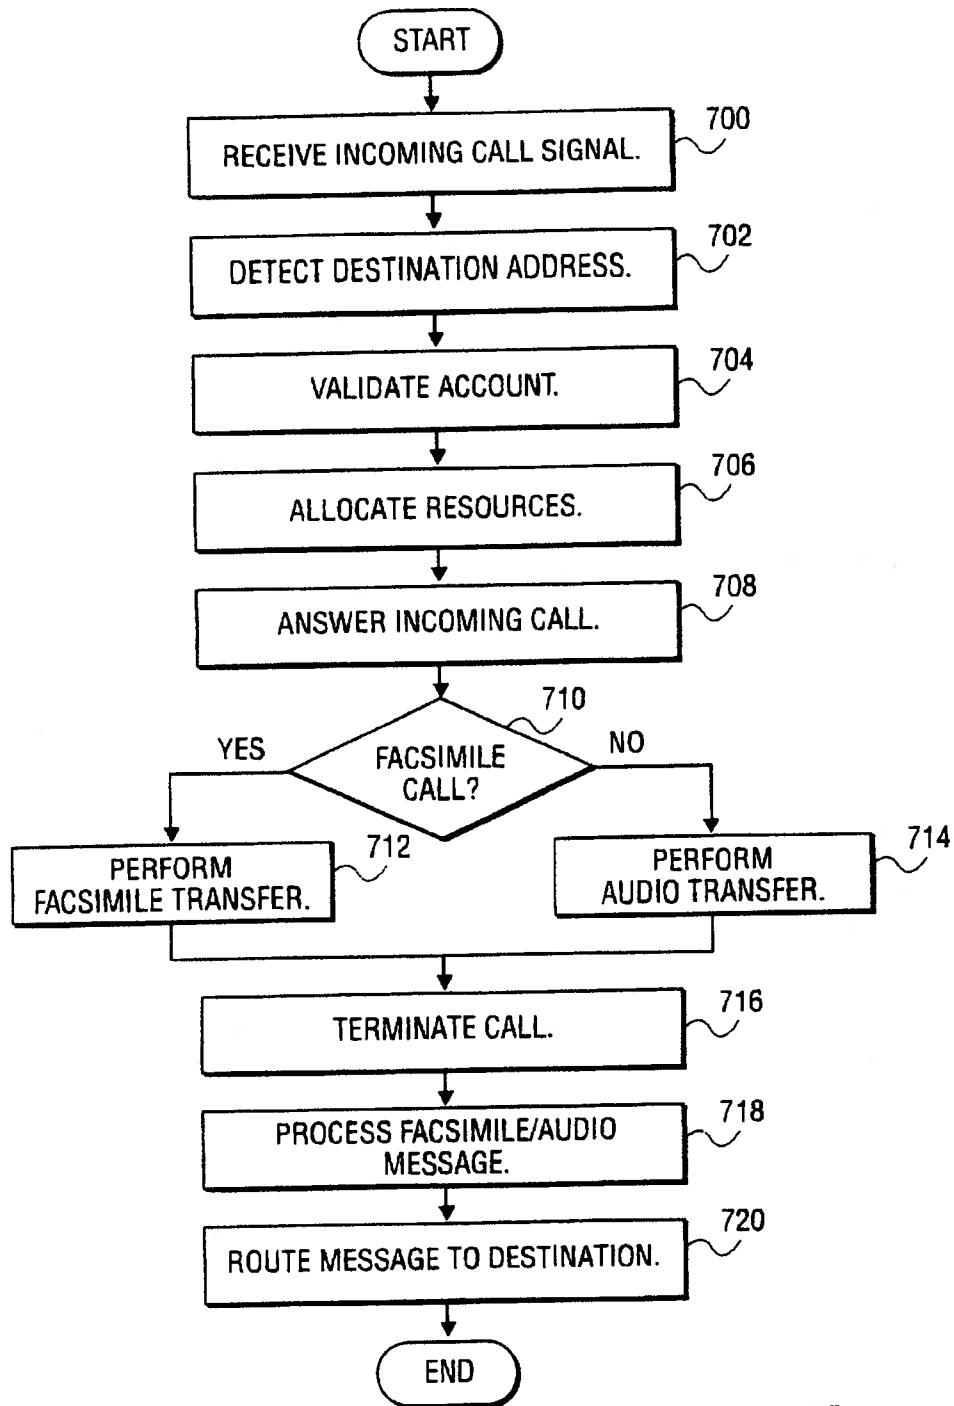 START
700
RECEIVE INCOMING CALL SIGNAL.
702
DETECT DESTINATION ADDRESS.
704
VALIDATE ACCOUNT.
706
ALLOCATE RESOURCES.
708
ANSWER INCOMING CALL.
710
YES
FACSIMILE
CALL?
NO
712
PERFORM
FACSIMILE TRANSFER.
714
PERFORM
AUDIO TRANSFER.
716
TERMINATE CALL.
718
PROCESS FACSIMILE/AUDIO
MESSAGE.
720
ROUTE MESSAGE TO DESTINATION.
END